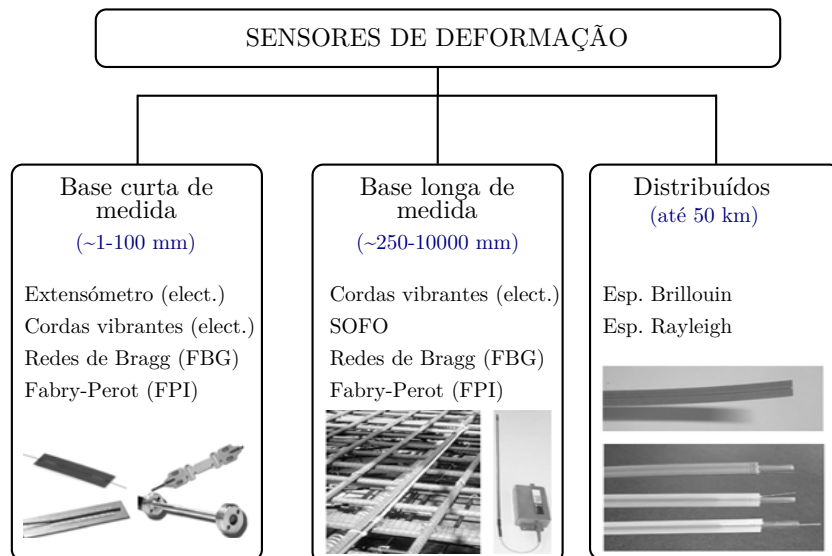 SENSORES DE DEFORMAÇÃO
Base curta de
medida
(~1-100 mm)
Extensómetro (elect.)
Cordas vibrantes (elect.)
Redes de Bragg (FBG)
Fabry-Perot (FPI)
Base longa de
medida
(~250-10000 mm)
Cordas vibrantes (elect.)
SOFO
Redes de Bragg (FBG)
Fabry-Perot (FPI)
Distribuídos
(até 50 km)
Esp. Brillouin
Esp. Rayleigh